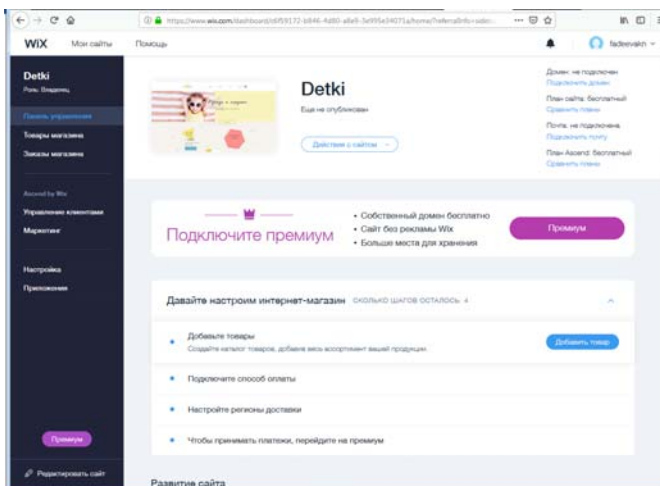 WiX Мои сайты Помощь fadeevakn
Detki
Роль: Владелец
Панель управления
Товары магазина
Заказы магазина
Ascend by Wix
Управление клиентами
Маркетинг
Настройка
Приложения
Премиум
Редактировать сайт
Detki
Еще не опубликован
Действия с сайтом
Домен: не подключен
Подключить домен
План сайта: бесплатный
Сравнить планы
Почта: не подключена
Подключить почту
План Ascend: бесплатный
Сравнить планы
Подключите премиум
• Собственный домен бесплатно
• Сайт без рекламы Wix
• Больше места для хранения
Премиум
Давайте настроим интернет-магазин СКОЛЬКО ШАГОВ ОСТАЛОСЬ: 4
Добавьте товары
Создайте каталог товаров, добавив весь ассортимент вашей продукции
Добавить товар
Подключите способ оплаты
Настройте регионы доставки
Чтобы принимать платежи, перейдите на премиум
Развитие сайта